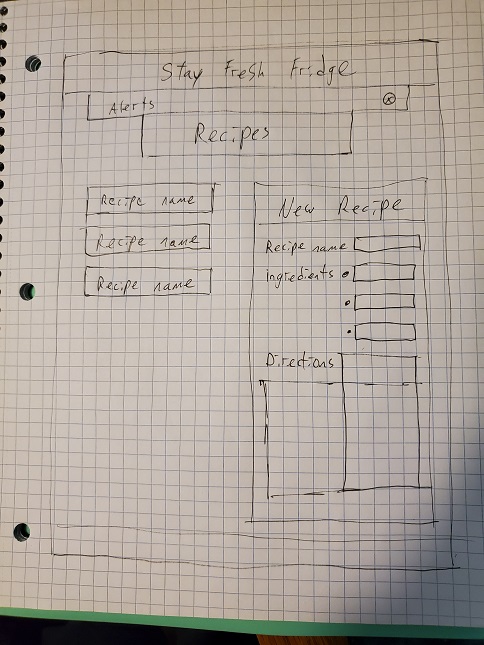 Stay Fresh Fridge
Alerts
Recipes
Recipe name
Recipe name
Recipe name
New Recipe
Recipe name
Ingredients
Directions